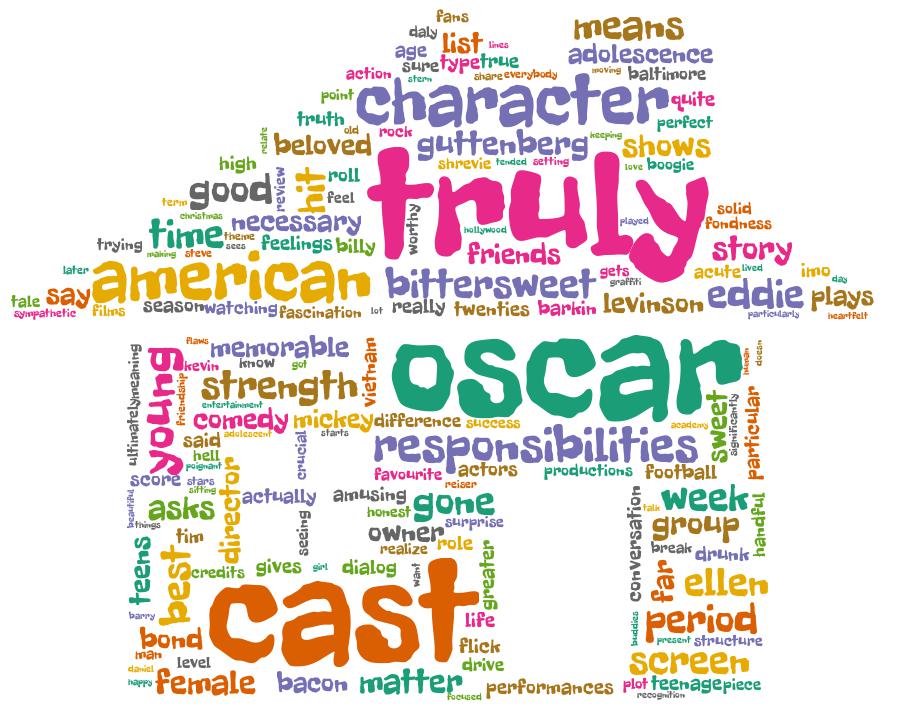 fans
daly
means
age
list
lines
adolescence
sure
type
true
moving
baltimore
action
stern
share
everybody
point
character
quite
truth
perfect
old
rock
relate
beloved
guttenberg
keeping
shows
high
shrevie
tended
setting
love
boogie
good
review
hit
roll
truly
term
feel
christmas
worthy
played
solid
time
theme
necessary
hollywood
fondness
trying
making
steve
sees
feelings
billy
friends
story
later
american
bittersweet
gets
graffiti
acute
lived
imo
day
tale
say
films
season
watching
fascination
lot
really
twenties
barkin
levinson
eddie
plays
sympathetic
particularly
heartfelt
flaws
memorable
vietnam
oscar
human
doesn
ultimately
meaning
young
kevin
know
got
friendship
strength
entertainment
comedy
mickey
difference
success
academy
sweet
significantly
particular
said
adolescent
starts
crucial
responsibilities
hell
poignant
director
favourite
actors
productions
football
score
stars
sitting
reiser
beautiful
things
asks
actually
amusing
gone
honest
surprise
conversation
talk
week
handful
tim
seeing
owner
group
teens
best
realize
role
break
drunk
credits
gives
girl
dialog
want
greater
far
ellen
barry
cast
life
buddies
period
bond
flick
present
structure
man
level
drive
screen
daniel
happy
female
bacon
matter
focused
performances
plot
teenage
piece
recognition